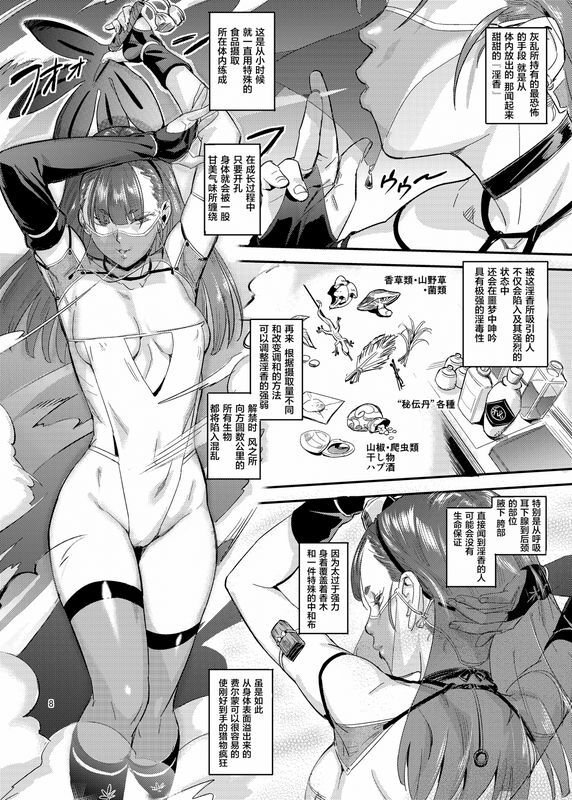 灰乱所持有的最恐怖
的手段 就是从
体内放出的 那闻起来
甜甜的『淫香』
这是从小时候
就一直用特殊的
食品摄取
所在体内练成
フォォ
在成长过程中
只要开孔
身体就会被一股
甘美气味所缠绕
ゥゥ〜
被这淫香所吸引的人
不仅会陷入及其强烈的
状态中
还会在噩梦中呻吟
具有极强的淫毒性
香草類・山野草
・菌類
“秘伝丹”各種
山椒・爬虫類
干し物
ハブ酒
再来 根据摄取量不同
和改变调和的方法
可以调整淫香的强弱
解禁时 风之所
向方圆数公里的
所有生物
都将陷入混乱
特别是从呼吸
耳下腺到后颈
的部位
腋下 胯部
直接闻到淫香的人
可能会没有
生命保证
因为太过于强力
身着覆盖着香木
和一件特殊的中和布
虽是如此
从身体表面溢出来的
费尔蒙可以很容易的
使刚好到手的猎物疯狂
8